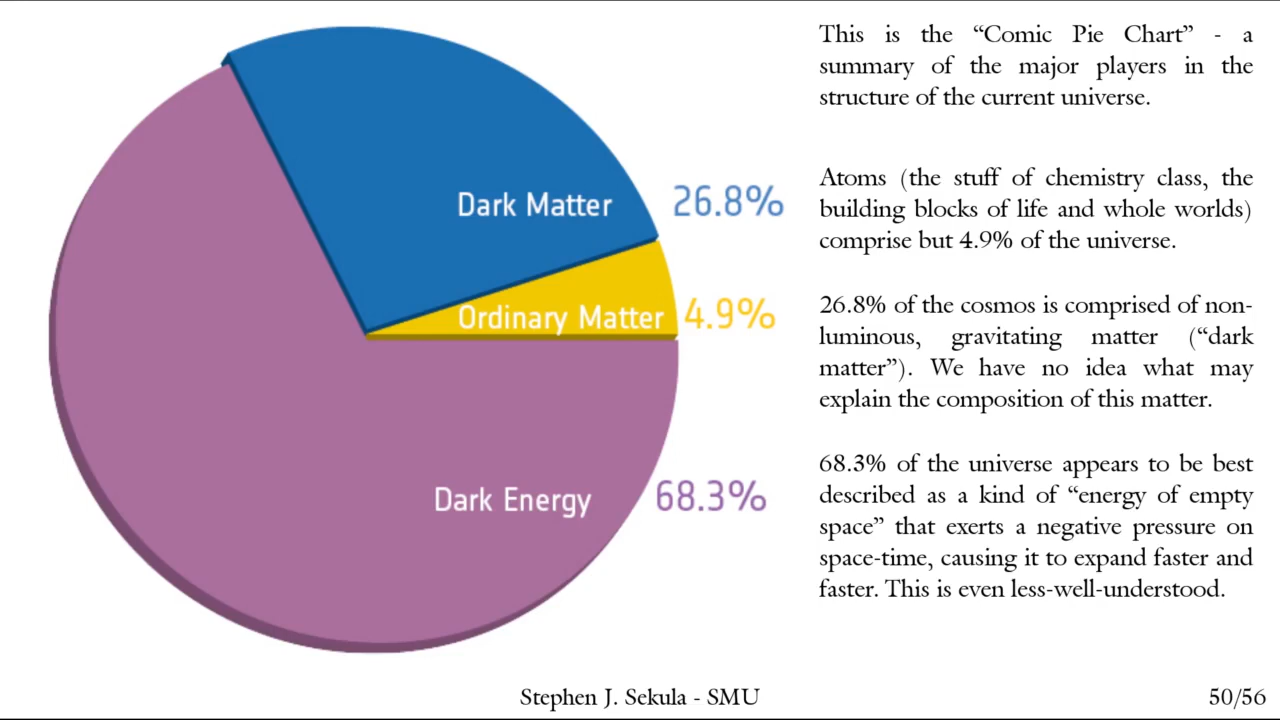 Dark Matter 26.8%
Ordinary Matter 4.9%
Dark Energy 68.3%
This is the “Comic Pie Chart” - a
summary of the major players in the
structure of the current universe.
Atoms (the stuff of chemistry class, the
building blocks of life and whole worlds)
comprise but 4.9% of the universe.
26.8% of the cosmos is comprised of non-
luminous, gravitating matter (“dark
matter”). We have no idea what may
explain the composition of this matter.
68.3% of the universe appears to be best
described as a kind of “energy of empty
space” that exerts a negative pressure on
space-time, causing it to expand faster and
faster. This is even less-well-understood.
Stephen J. Sekula - SMU
50/56